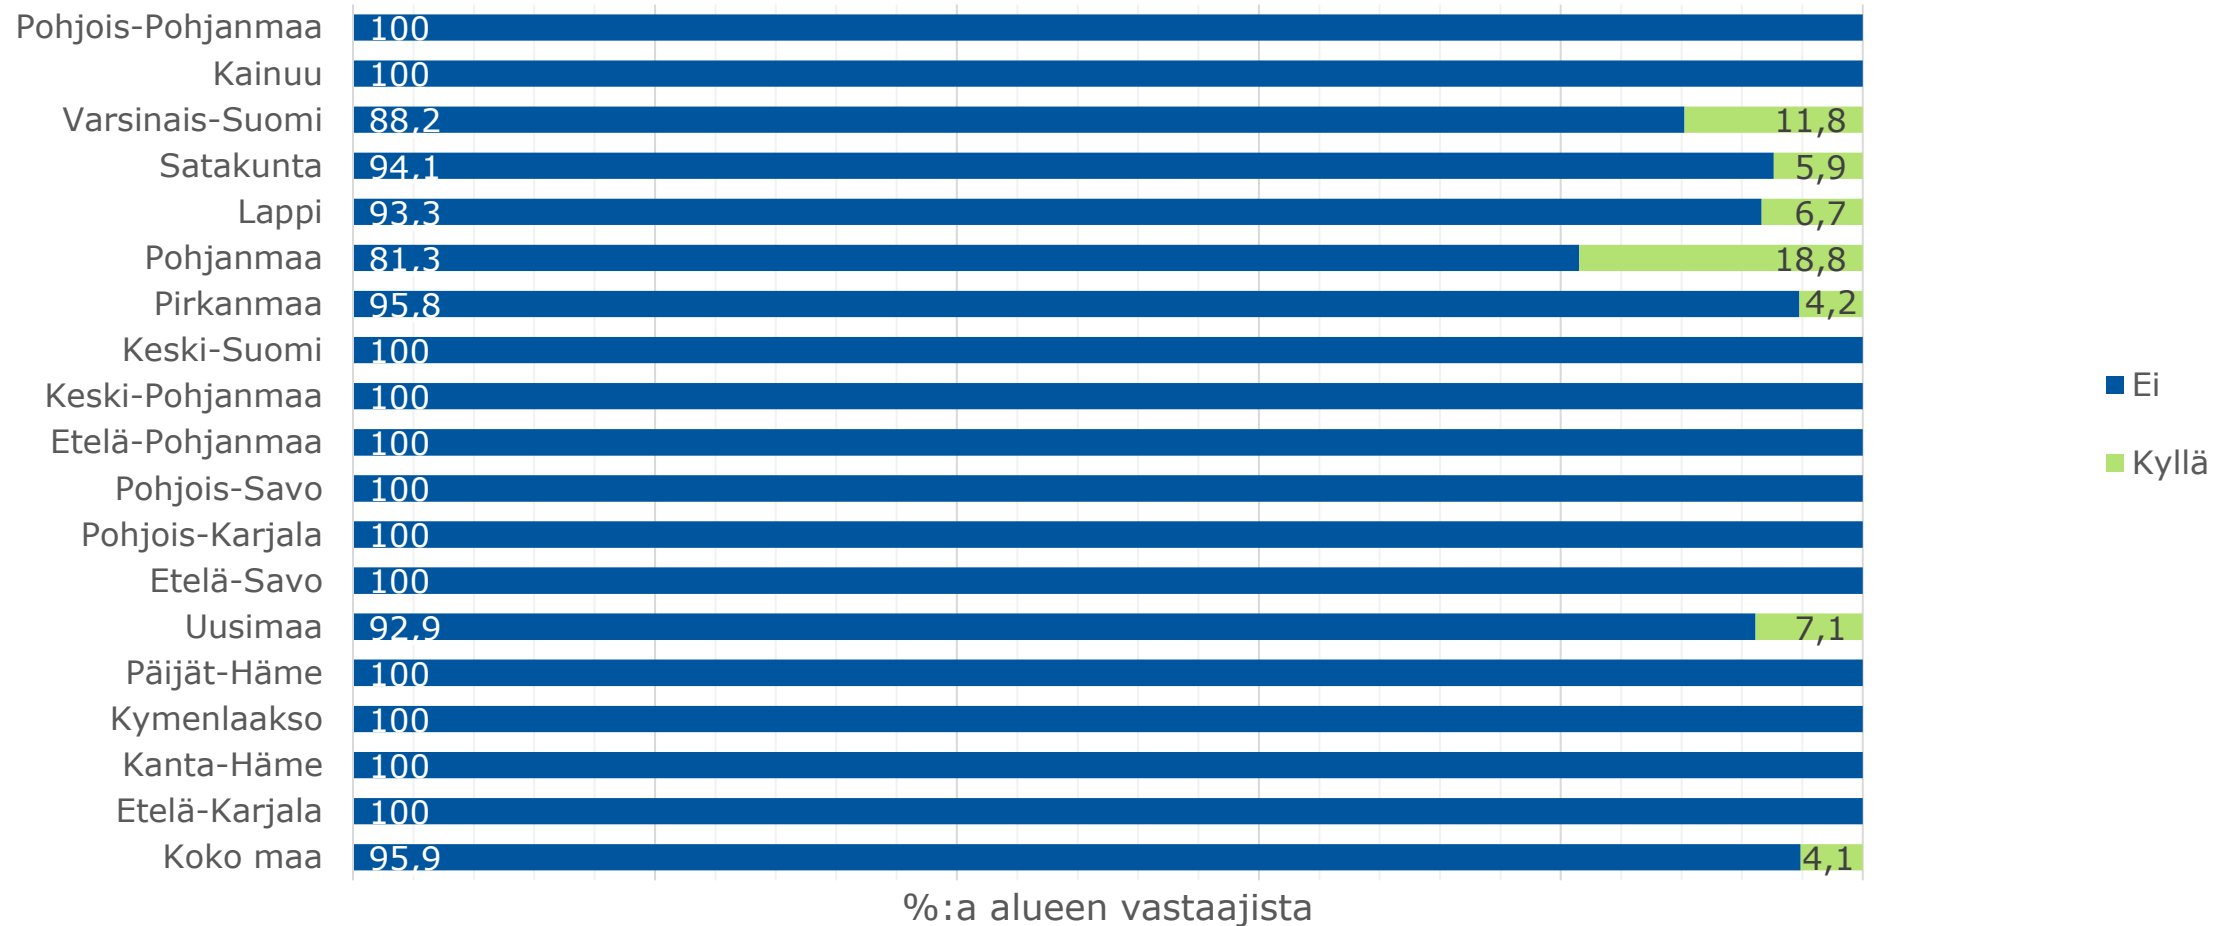 Pohjois-Pohjanmaa 100
Kainuu 100
Varsinais-Suomi 88,2 11,8
Satakunta 94,1 5,9
Lappi 93,3 6,7
Pohjanmaa 81,3 18,8
Pirkanmaa 95,8 4,2
Keski-Suomi 100
Keski-Pohjanmaa 100
Etelä-Pohjanmaa 100
Pohjois-Savo 100
Pohjois-Karjala 100
Etelä-Savo 100
Uusimaa 92,9 7,1
Päijät-Häme 100
Kymenlaakso 100
Kanta-Häme 100
Etelä-Karjala 100
Koko maa 95,9 4,1
%:a alueen vastaajista
Ei
Kyllä